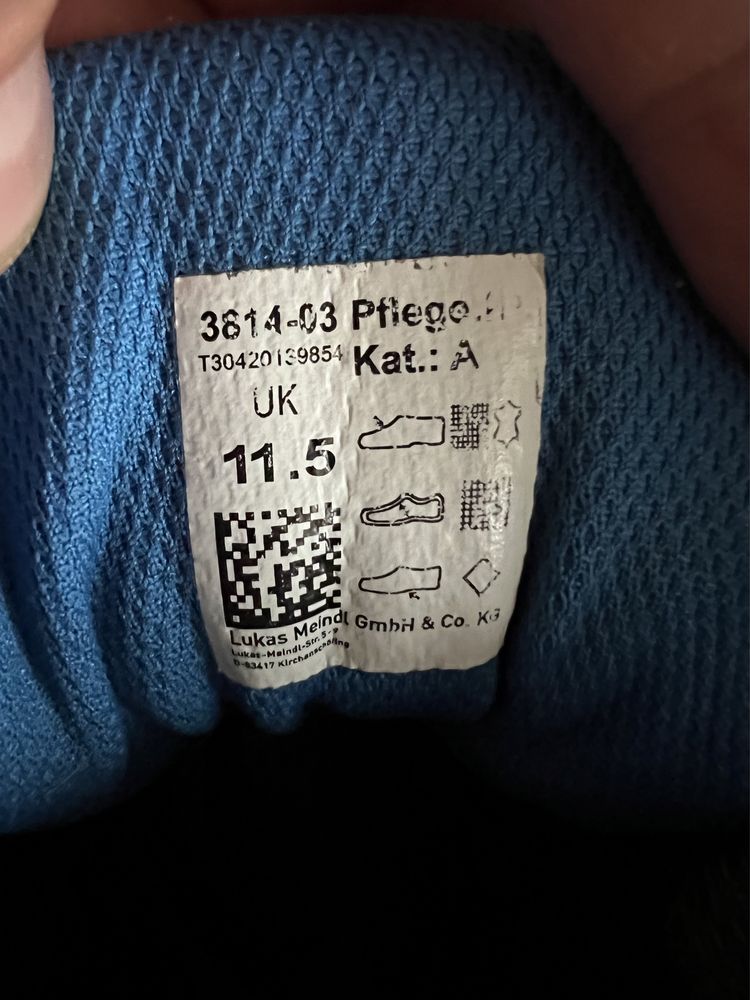 3814-03 Pflege
T30420139854 Kat.: A
UK
11.5
Lukas Meindl GmbH & Co. KG
Lukas-Meindl-Str. 5-9
D-83417 Kirchanschöring